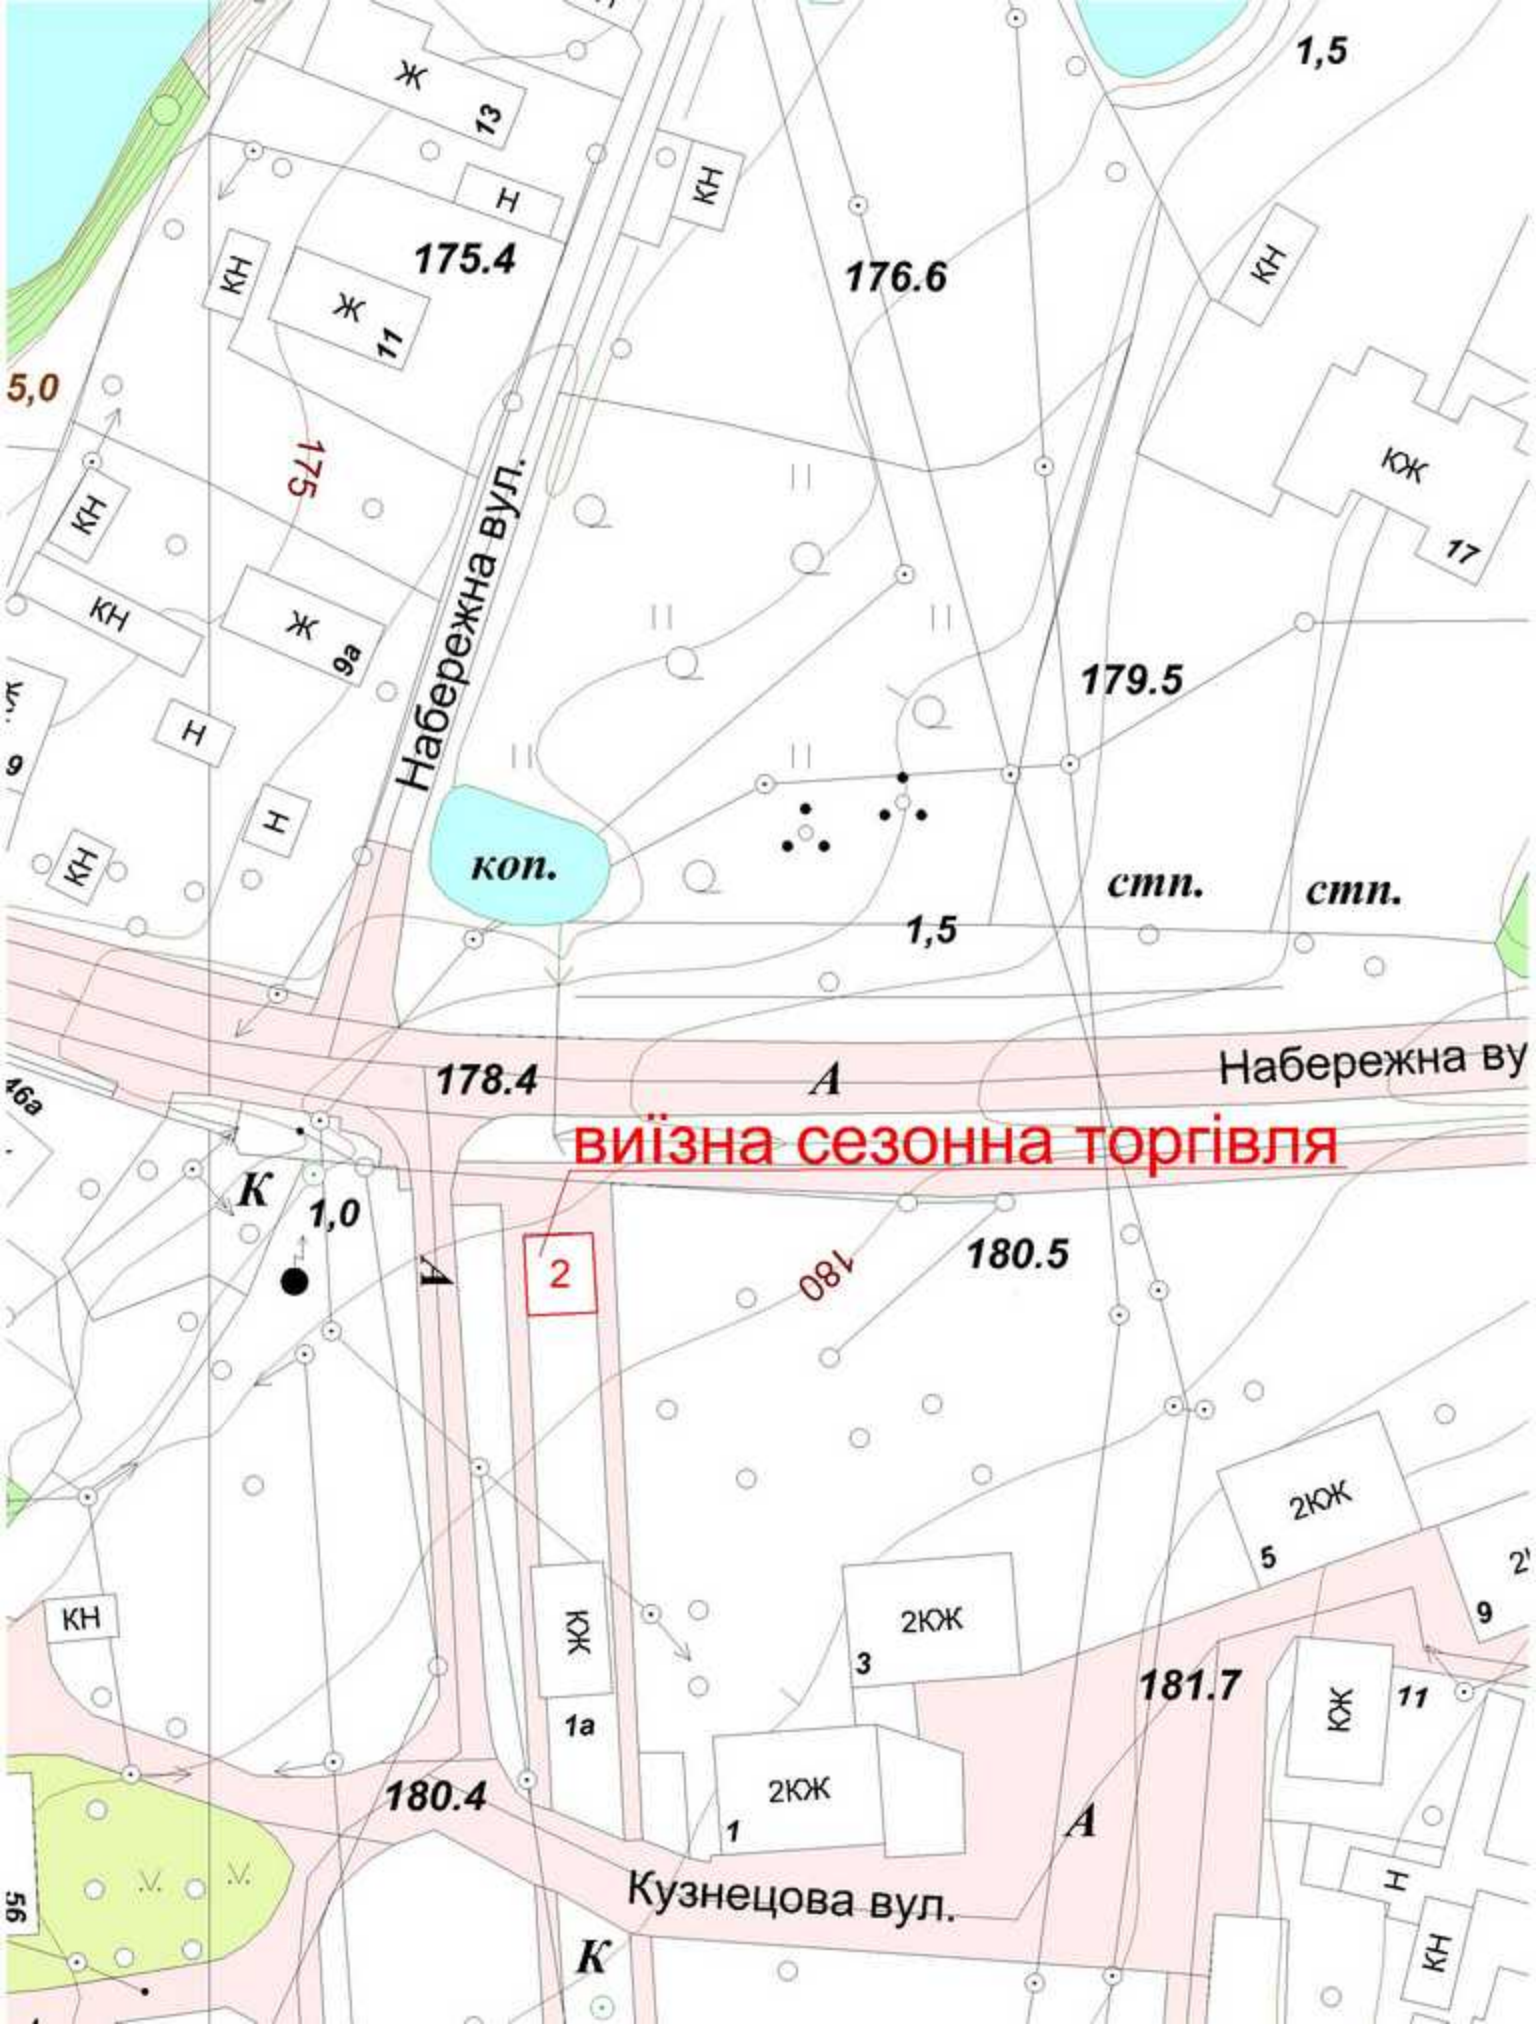 1,5
Ж
13
КН
Н
175.4
176.6
КН
КН
Ж
11
5,0
175
КЖ
17
КН
КН
Ж
9а
Набережна вул.
179.5
Н
9
Н
КН
коп.
стп.
стп.
1,5
178.4
А
Набережна ву
46а
виїзна сезонна торгівля
К
1,0
А
2
180
180.5
2КЖ
5
9
КН
КЖ
2КЖ
3
181.7
КЖ
11
1а
180.4
2КЖ
1
А
56
Кузнецова вул.
Н
К
КН